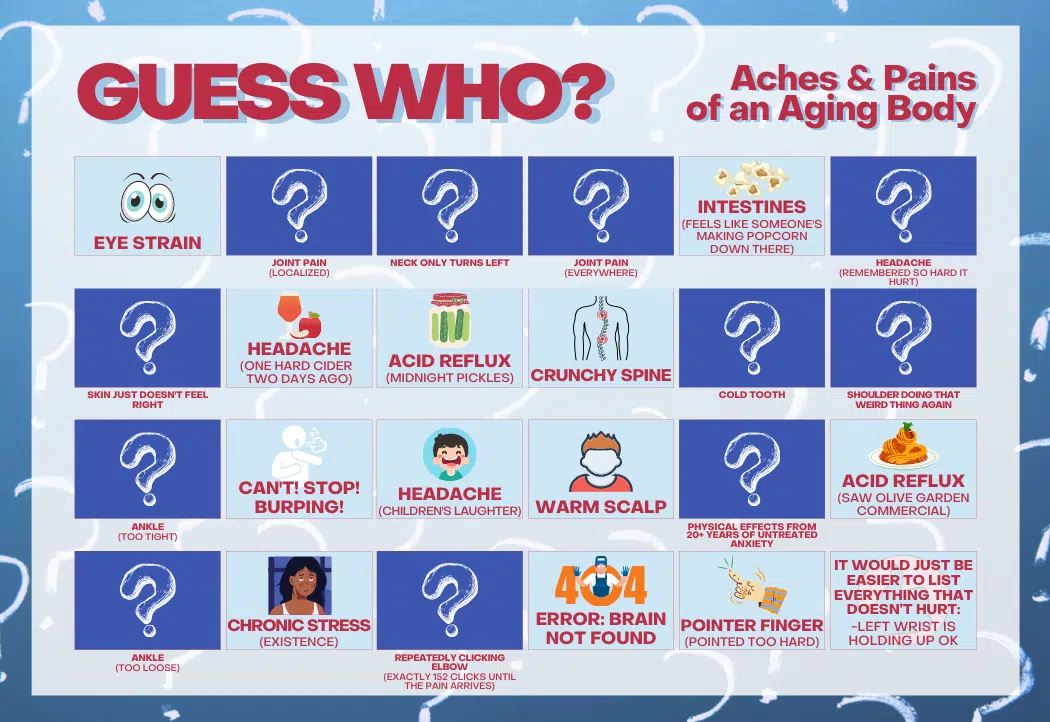 GUESS WHO?
Aches & Pains
of an Aging Body
EYE STRAIN
JOINT PAIN
(LOCALIZED)
NECK ONLY TURNS LEFT
JOINT PAIN
(EVERYWHERE)
INTESTINES
(FEELS LIKE SOMEONE'S
MAKING POPCORN
DOWN THERE)
HEADACHE
(REMEMBERED SO HARD IT
HURT)
SKIN JUST DOESN'T FEEL
RIGHT
HEADACHE
(ONE HARD CIDER
TWO DAYS AGO)
ACID REFLUX
(MIDNIGHT PICKLES)
CRUNCHY SPINE
COLD TOOTH
SHOULDER DOING THAT
WEIRD THING AGAIN
ANKLE
(TOO TIGHT)
CAN'T! STOP!
BURPING!
HEADACHE
(CHILDREN'S LAUGHTER)
WARM SCALP
PHYSICAL EFFECTS FROM
20+ YEARS OF UNTREATED
ANXIETY
ACID REFLUX
(SAW OLIVE GARDEN
COMMERCIAL)
ANKLE
(TOO LOOSE)
CHRONIC STRESS
(EXISTENCE)
REPEATEDLY CLICKING
ELBOW
(EXACTLY 152 CLICKS UNTIL
THE PAIN ARRIVES)
404
ERROR: BRAIN
NOT FOUND
POINTER FINGER
(POINTED TOO HARD)
IT WOULD JUST BE
EASIER TO LIST
EVERYTHING THAT
DOESN'T HURT:
-LEFT WRIST IS
HOLDING UP OK